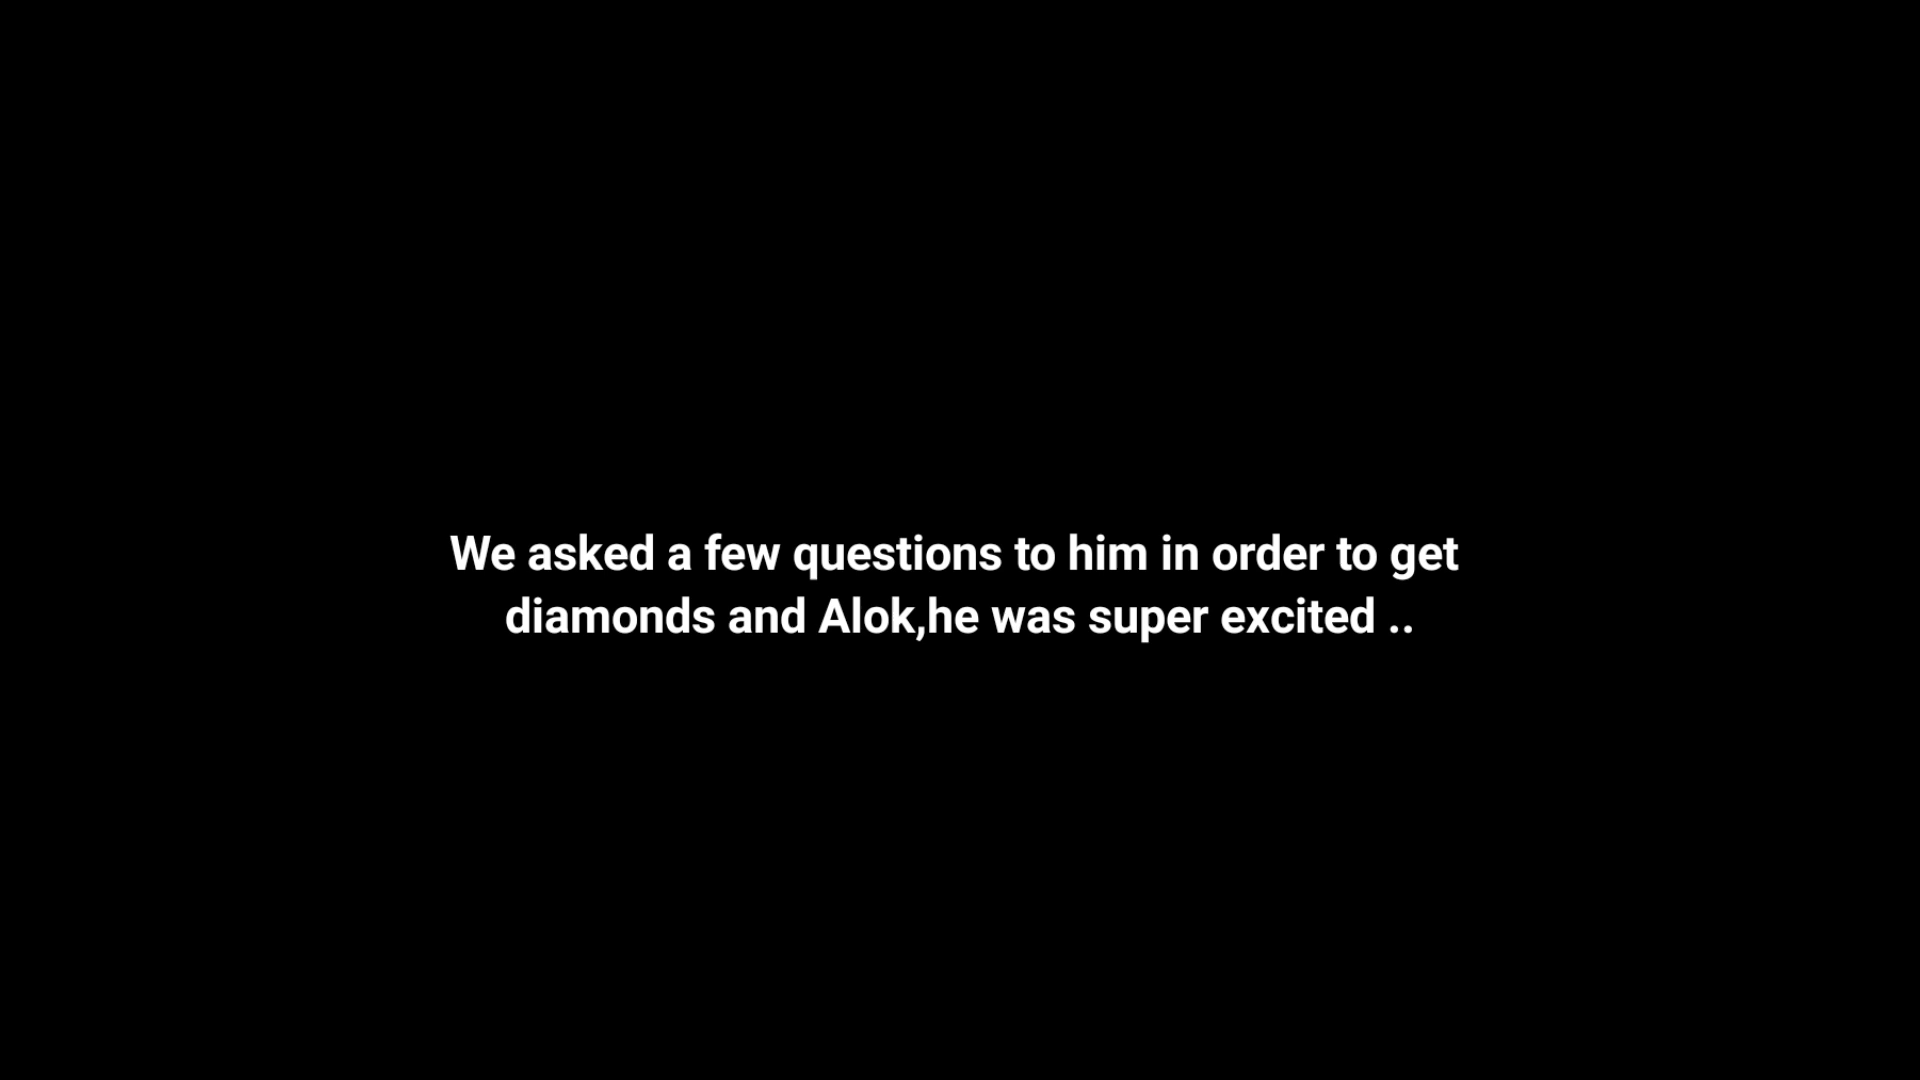 We asked a few questions to him in order to get
diamonds and Alok,he was super excited ..